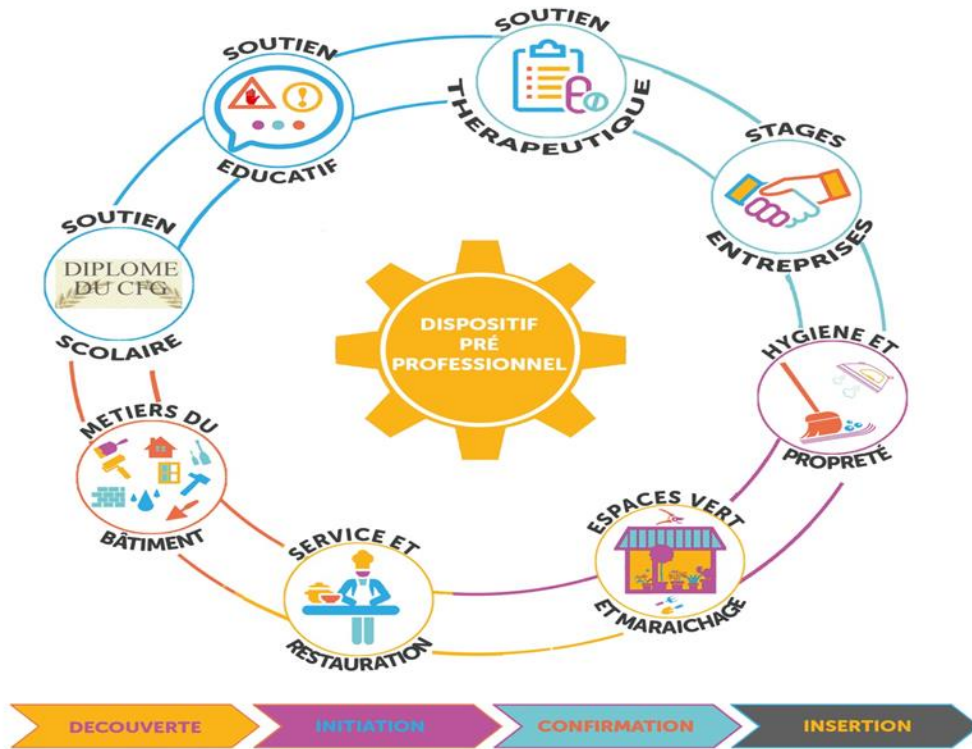 SOUTIEN
THERAPEUTIQUE
SOUTIEN
EDUCATIF
STAGES
ENTREPRISES
SOUTIEN
DIPLOME
DU CFG
SCOLAIRE
DISPOSITIF
PRÉ
PROFESSIONNEL
HYGIENE ET
PROPRETÉ
METIERS DU
BÂTIMENT
ESPACES VERT
ET MARAICHAGE
SERVICE ET
RESTAURATION
DECOUVERTE
INITIATION
CONFIRMATION
INSERTION